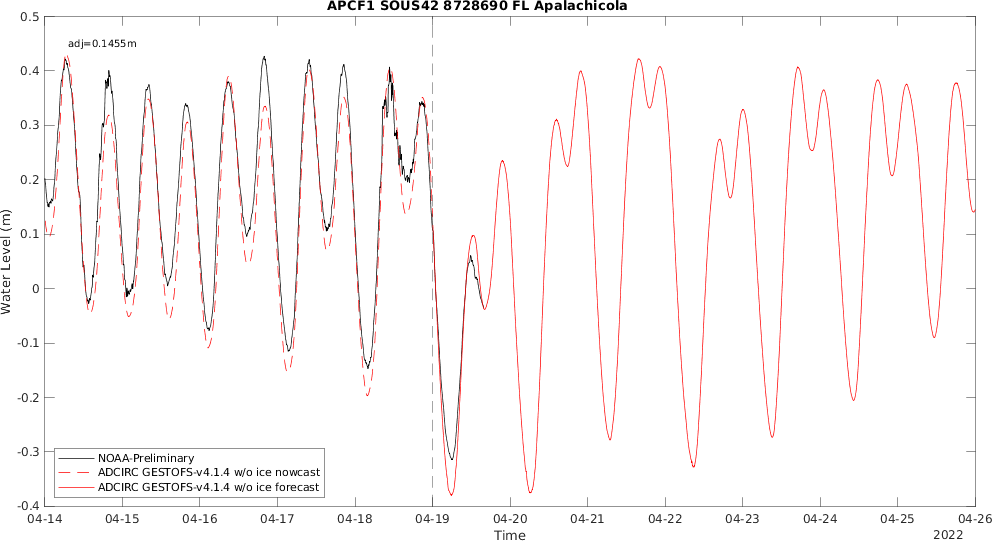 APCF1 SOUS42 8728690 FL Apalachicola
adj=0.1455m
0.5
0.4
0.3
0.2
0.1
0
-0.1
-0.2
-0.3
-0.4
Water Level (m)
NOAA-Preliminary
ADCIRC GESTOFS-v4.1.4 w/o ice nowcast
ADCIRC GESTOFS-v4.1.4 w/o ice forecast
04-14 04-15 04-16 04-17 04-18 04-19 04-20 04-21 04-22 04-23 04-24 04-25 04-26
Time
2022